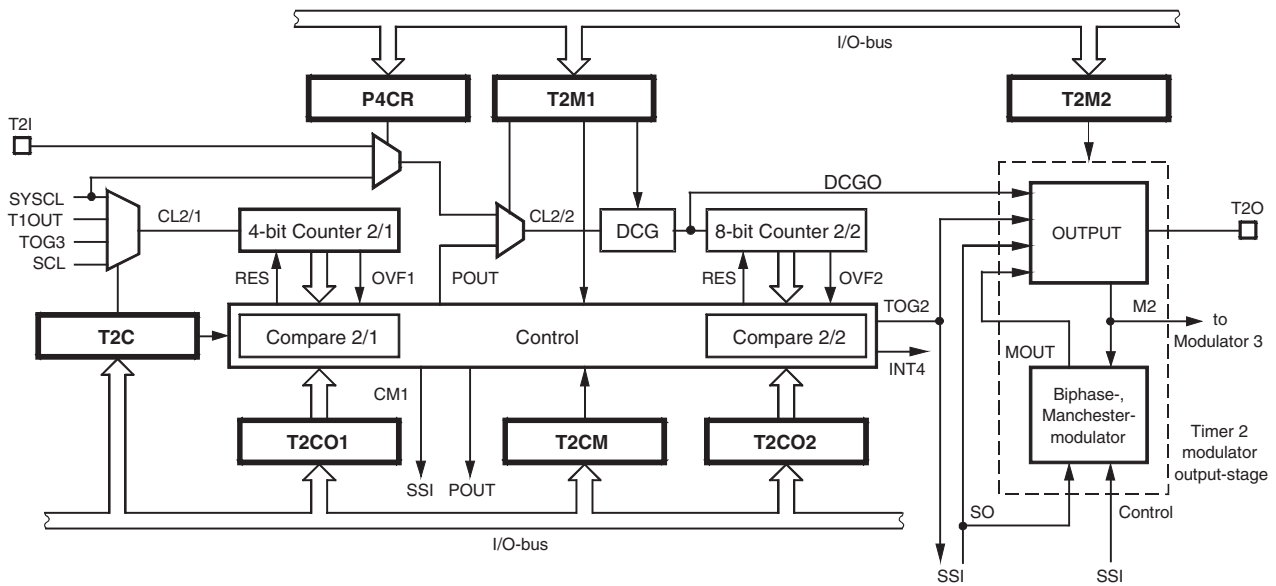 I/O-bus
P4CR
T2M1
T2M2
T2I
SYSCL
T1OUT
TOG3
SCL
CL2/1
4-bit Counter 2/1
CL2/2
DCG
8-bit Counter 2/2
DCGO
OUTPUT
T2O
RES
OVF1
POUT
RES
OVF2
TOG2
T2C
Compare 2/1
Control
Compare 2/2
INT4
M2
to
Modulator 3
MOUT
CM1
Biphase-,
Manchester-
modulator
T2CO1
T2CM
T2CO2
Timer 2
modulator
output-stage
SSI
POUT
SO
Control
I/O-bus
SSI
SSI